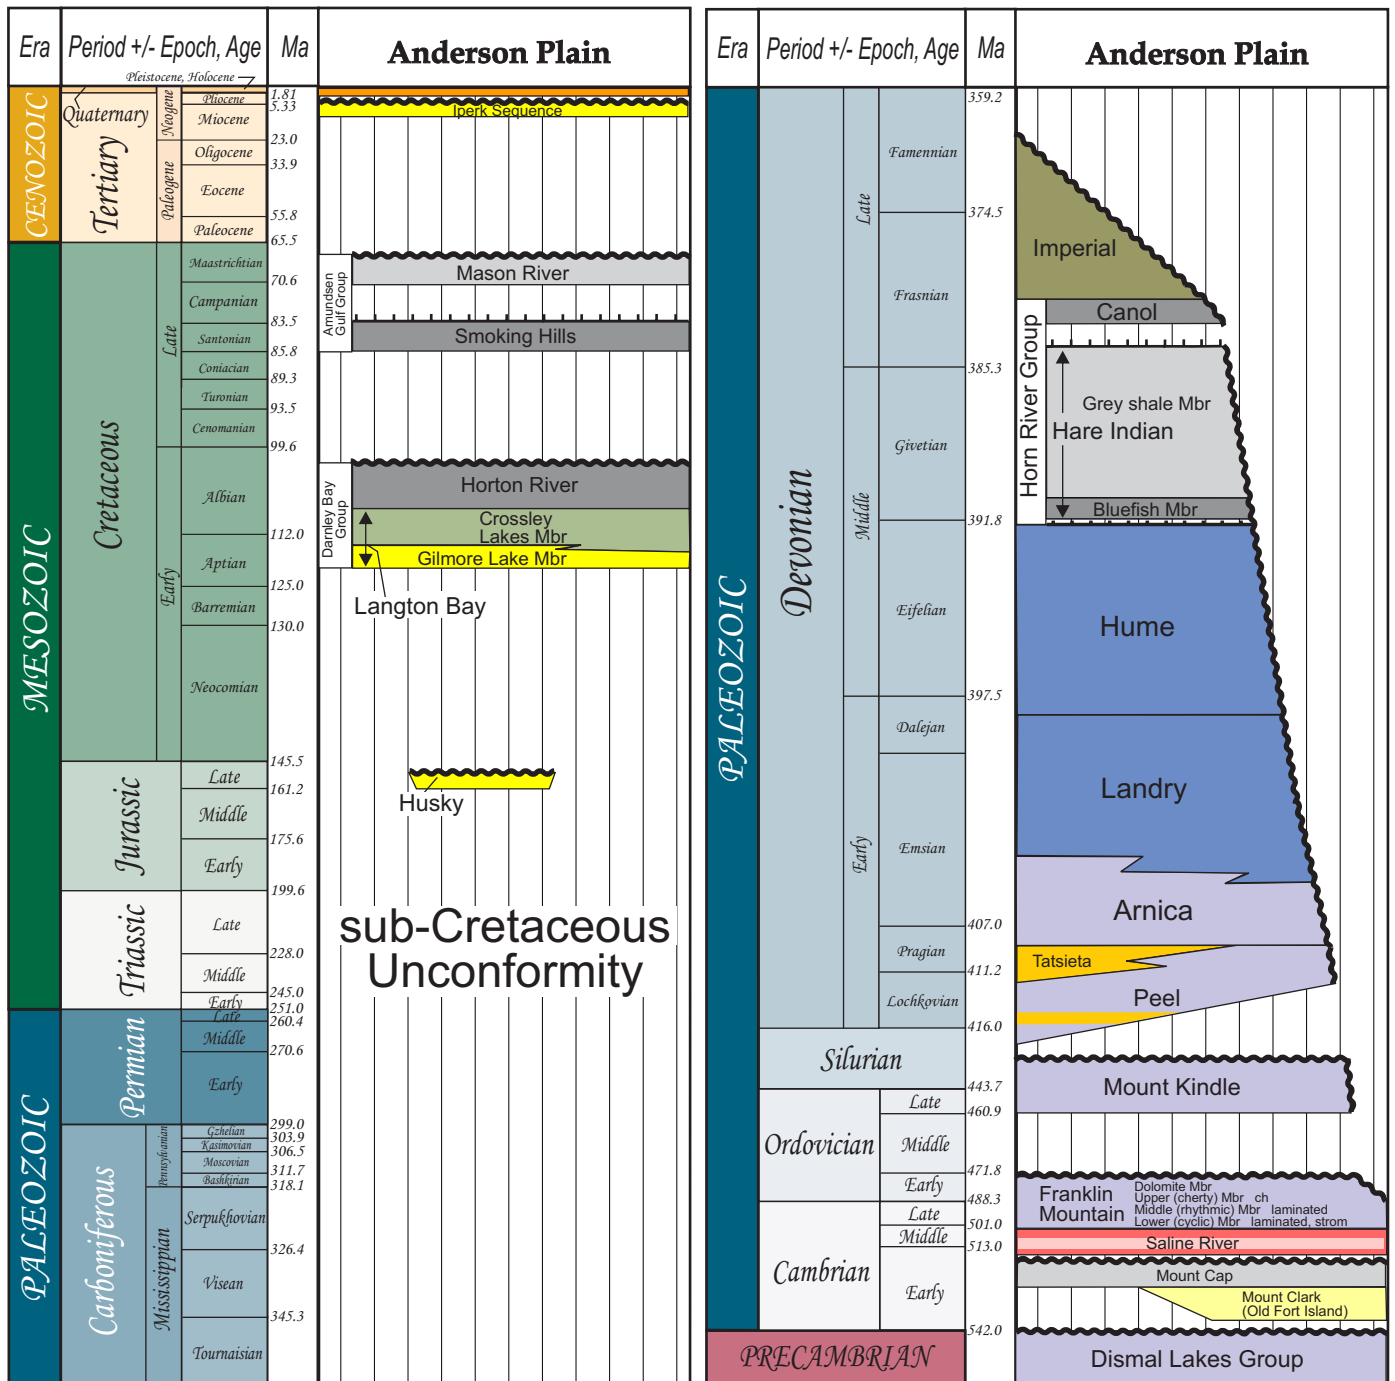 Era
Period +/- Epoch, Age
Ma
Anderson Plain
Pleistocene, Holocene
CENOZOIC
Quaternary
Tertiary
Neogene
Paleogene
Pliocene
Miocene
Oligocene
Eocene
Paleocene
1.81
5.33
23.0
33.9
55.8
65.5
Iperk Sequence
MESOZOIC
Cretaceous
Late
Early
Maastrichtian
Campanian
Santonian
Coniacian
Turonian
Cenomanian
Albian
Aptian
Barremian
Neocomian
70.6
83.5
85.8
89.3
93.5
99.6
112.0
125.0
130.0
145.5
Amundsen
Gulf Group
Mason River
Smoking Hills
Darnley Bay
Group
Horton River
Crossley
Lakes Mbr
Gilmore Lake Mbr
Langton Bay
Jurassic
Late
Middle
Early
161.2
175.6
199.6
Husky
Triassic
Late
Middle
Early
228.0
245.0
251.0
sub-Cretaceous
Unconformity
PALEOZOIC
Permian
Late
Middle
Early
260.4
270.6
299.0
Carboniferous
Pennsylvanian
Mississippian
Gzhelian
Kasimovian
Moscovian
Bashkirian
Serpukhovian
Visean
Tournaisian
303.9
306.5
311.7
318.1
326.4
345.3
Era
Period +/- Epoch, Age
Ma
Anderson Plain
PALEOZOIC
Devonian
Late
Middle
Early
Famennian
Frasnian
Givetian
Eifelian
Dalejan
Emsian
Pragian
Lochkovian
359.2
374.5
385.3
391.8
397.5
407.0
411.2
416.0
Imperial
Horn River Group
Canol
Grey shale Mbr
Hare Indian
Bluefish Mbr
Hume
Landry
Arnica
Tatsieta
Peel
Silurian
443.7
Mount Kindle
Ordovician
Late
Middle
Early
460.9
471.8
488.3
Franklin
Mountain
Dolomite Mbr
Upper (cherty) Mbr ch
Middle (rhythmic) Mbr laminated
Lower (cyclic) Mbr laminated, strom
Cambrian
Late
Middle
Early
501.0
513.0
542.0
Saline River
Mount Cap
Mount Clark
(Old Fort Island)
PRECAMBRIAN
Dismal Lakes Group